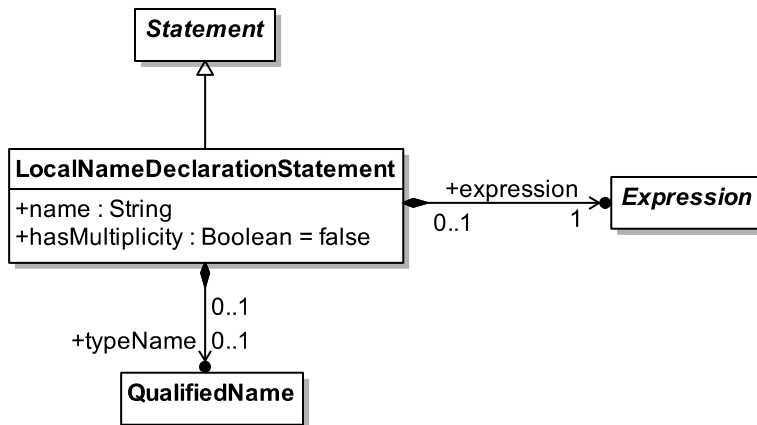 Statement
LocalNameDeclarationStatement
+name : String
+hasMultiplicity : Boolean = false
+expression
0..1
1
Expression
0..1
+typeName
0..1
QualifiedName